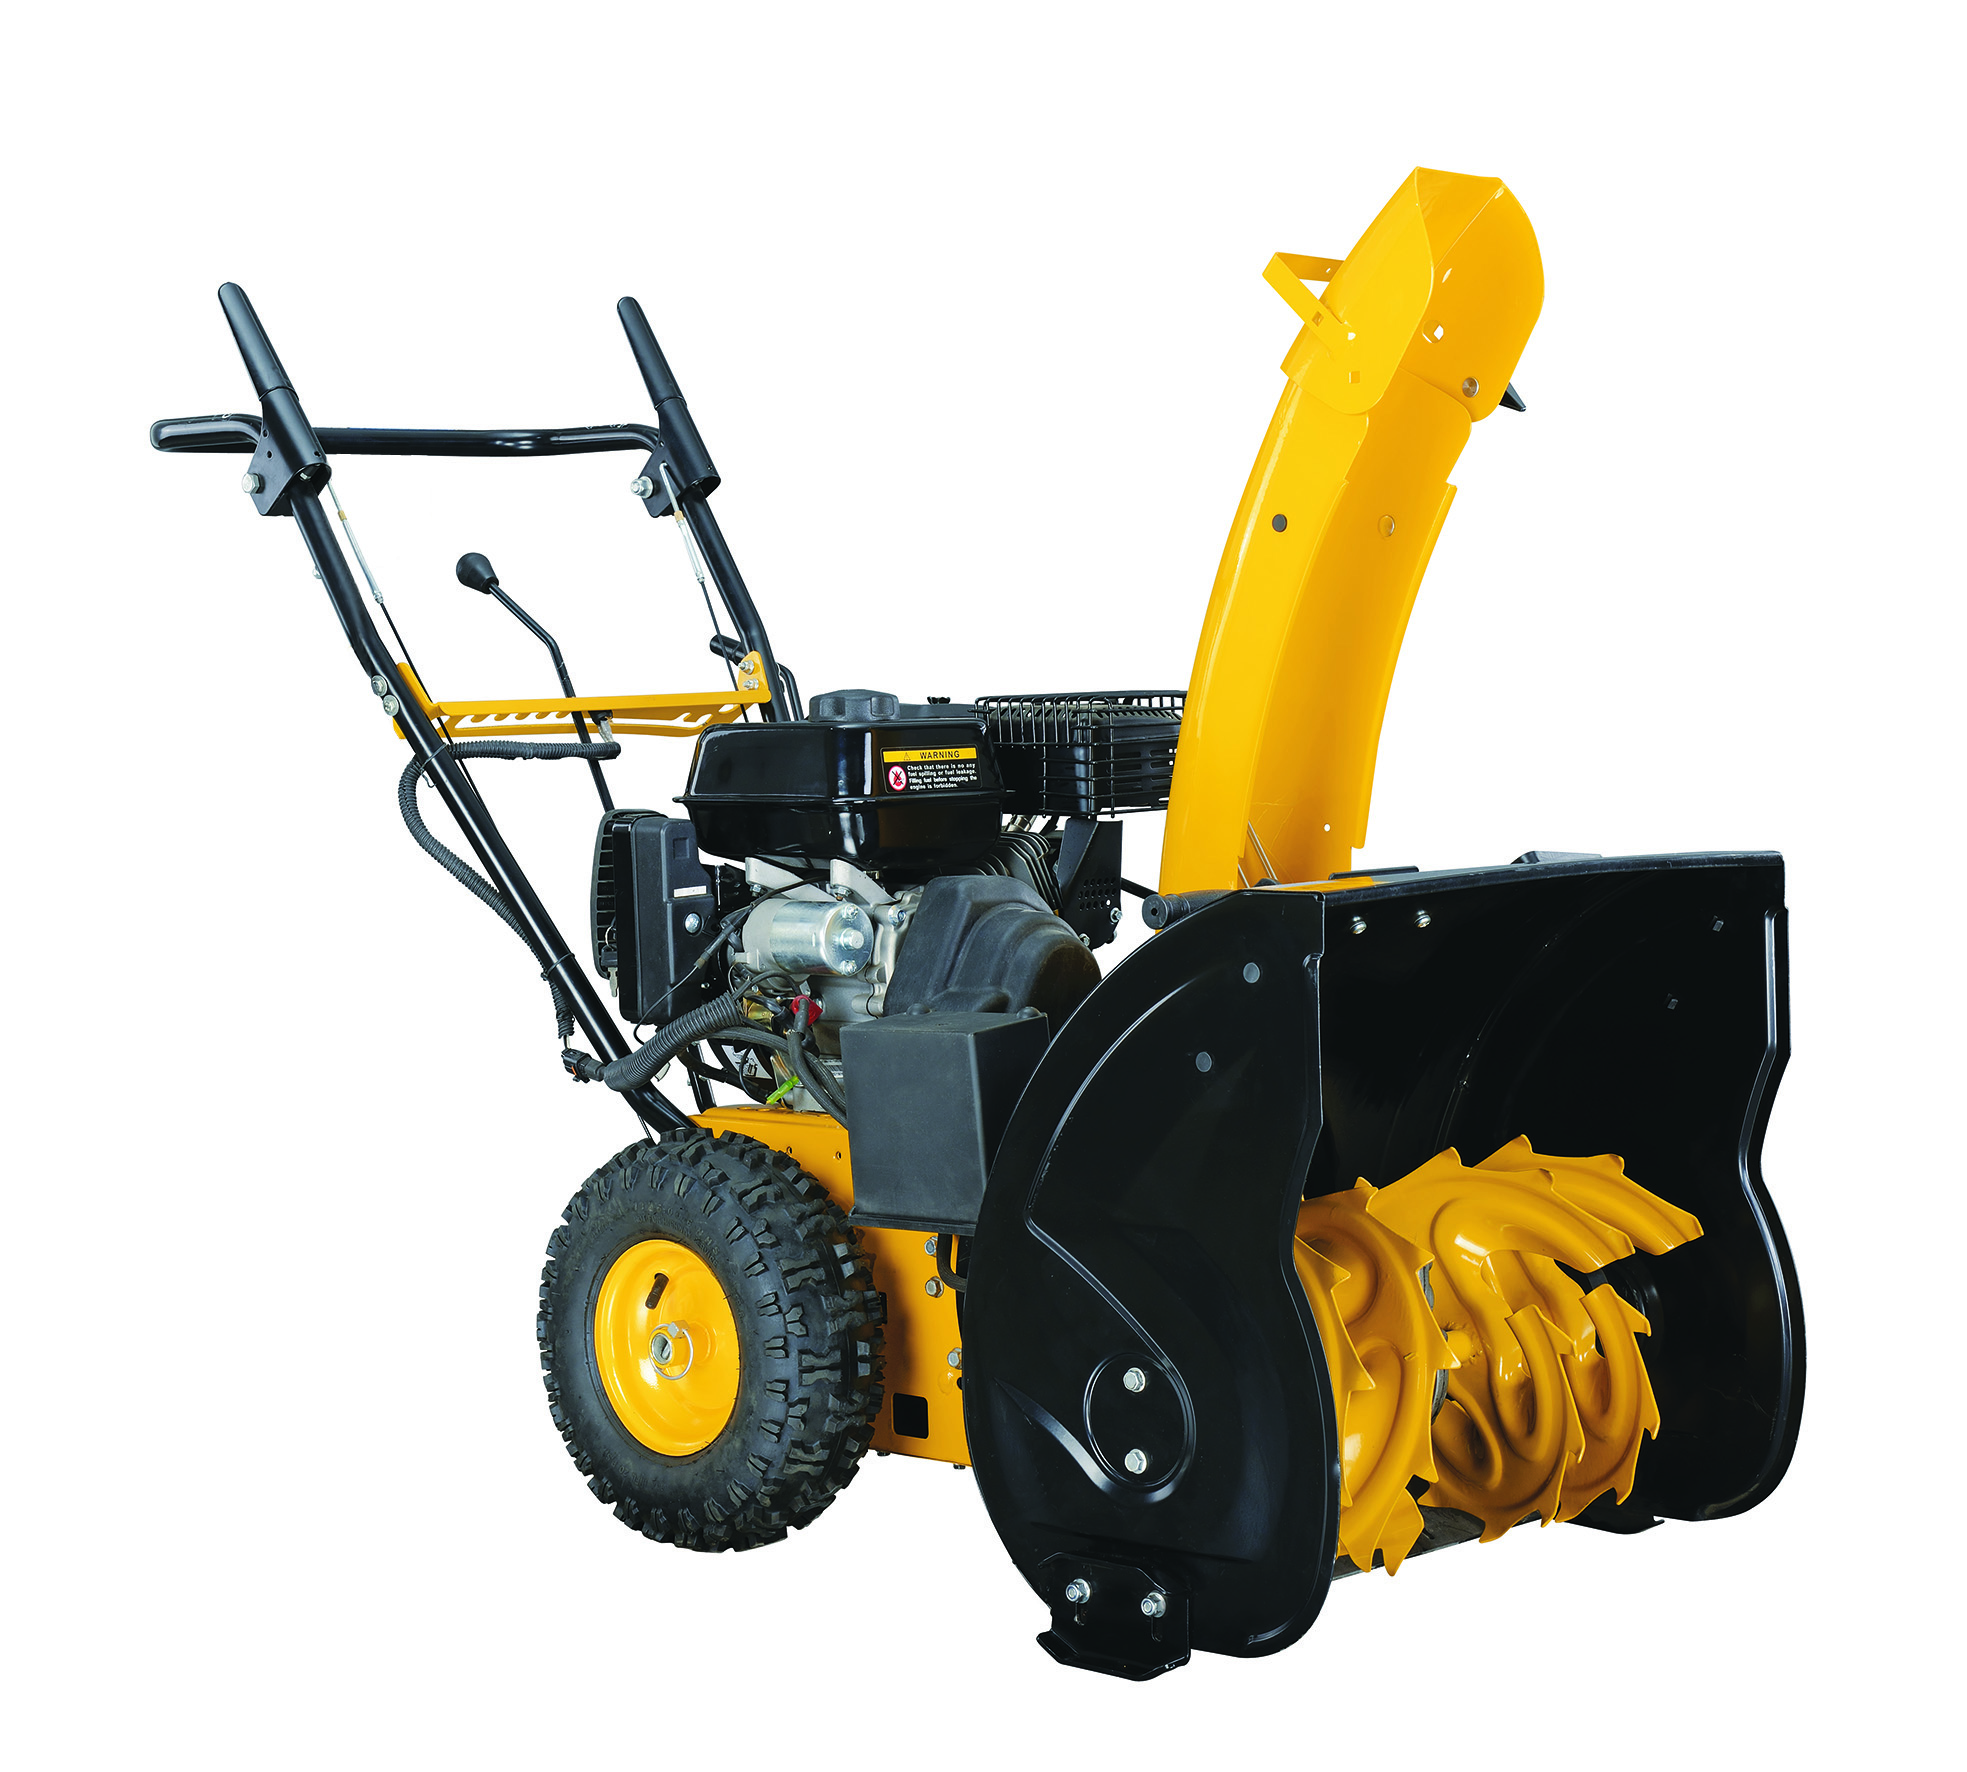 WARNING
Check that there is no any
fuel spilling or fuel leakage.
Filling fuel before stopping the
engine is forbidden.